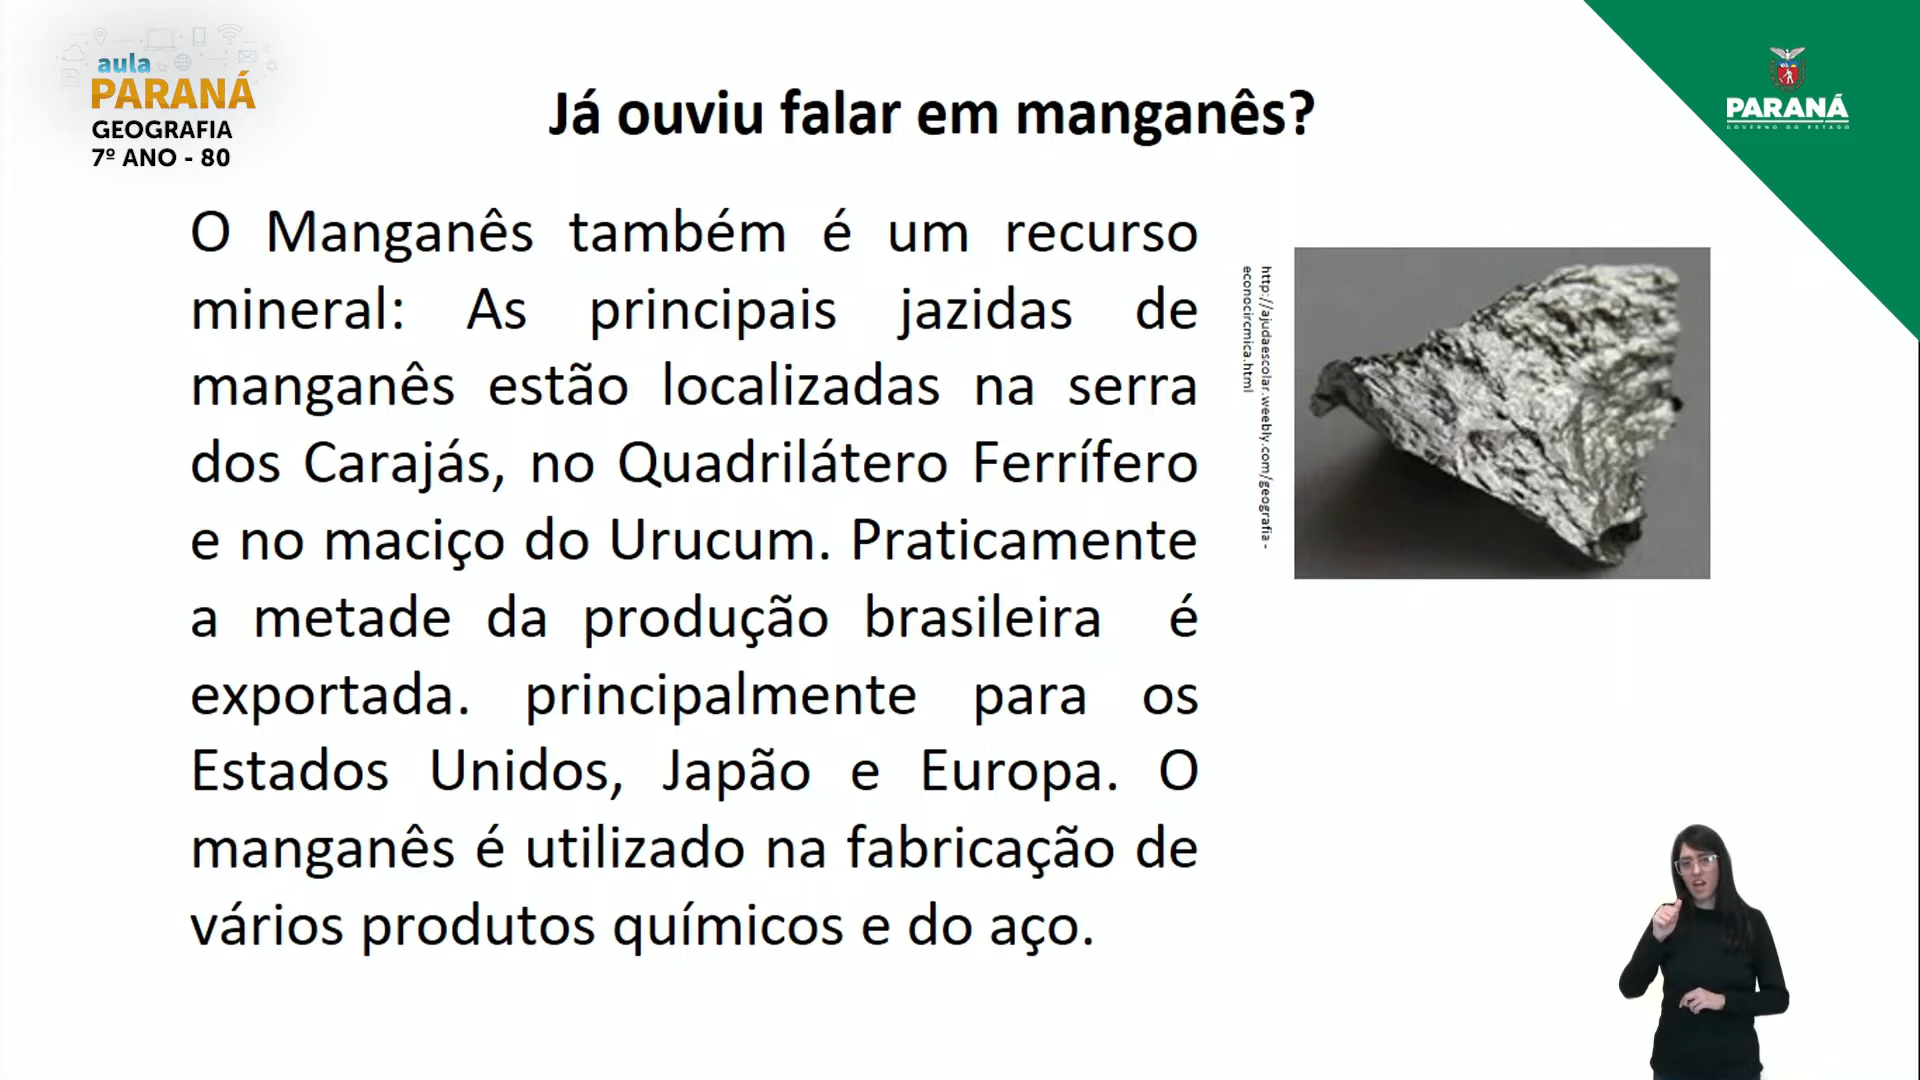 aula
PARANÁ
GEOGRAFIA
7º ANO - 80
Já ouviu falar em manganês?
PARANÁ
GOVERNO DO ESTADO
O Manganês também é um recurso
mineral: As principais jazidas de
manganês estão localizadas na serra
dos Carajás, no Quadrilátero Ferrífero
e no maciço do Urucum. Praticamente
a metade da produção brasileira é
exportada. principalmente para os
Estados Unidos, Japão e Europa. O
manganês é utilizado na fabricação de
vários produtos químicos e do aço.
http://ajudaescolar.weebly.com/geografia-
econocircmica.html